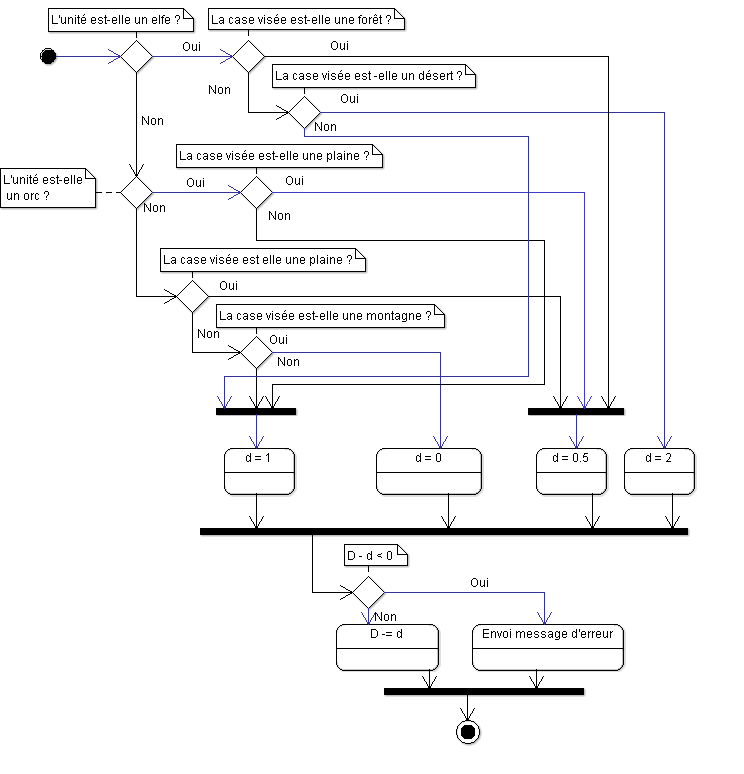 L'unité est-elle un elfe ?
La case visée est-elle une forêt ?
Oui
Oui
La case visée est -elle un désert ?
Non
Oui
Non
Non
La case visée est-elle une plaine ?
L'unité est-elle
un orc ?
Oui
Oui
Non
Non
La case visée est elle une plaine ?
Oui
La case visée est-elle une montagne ?
Non
Oui
Non
d = 1
d = 0
d = 0.5
d = 2
D - d < 0
Oui
Non
D -= d
Envoi message d'erreur